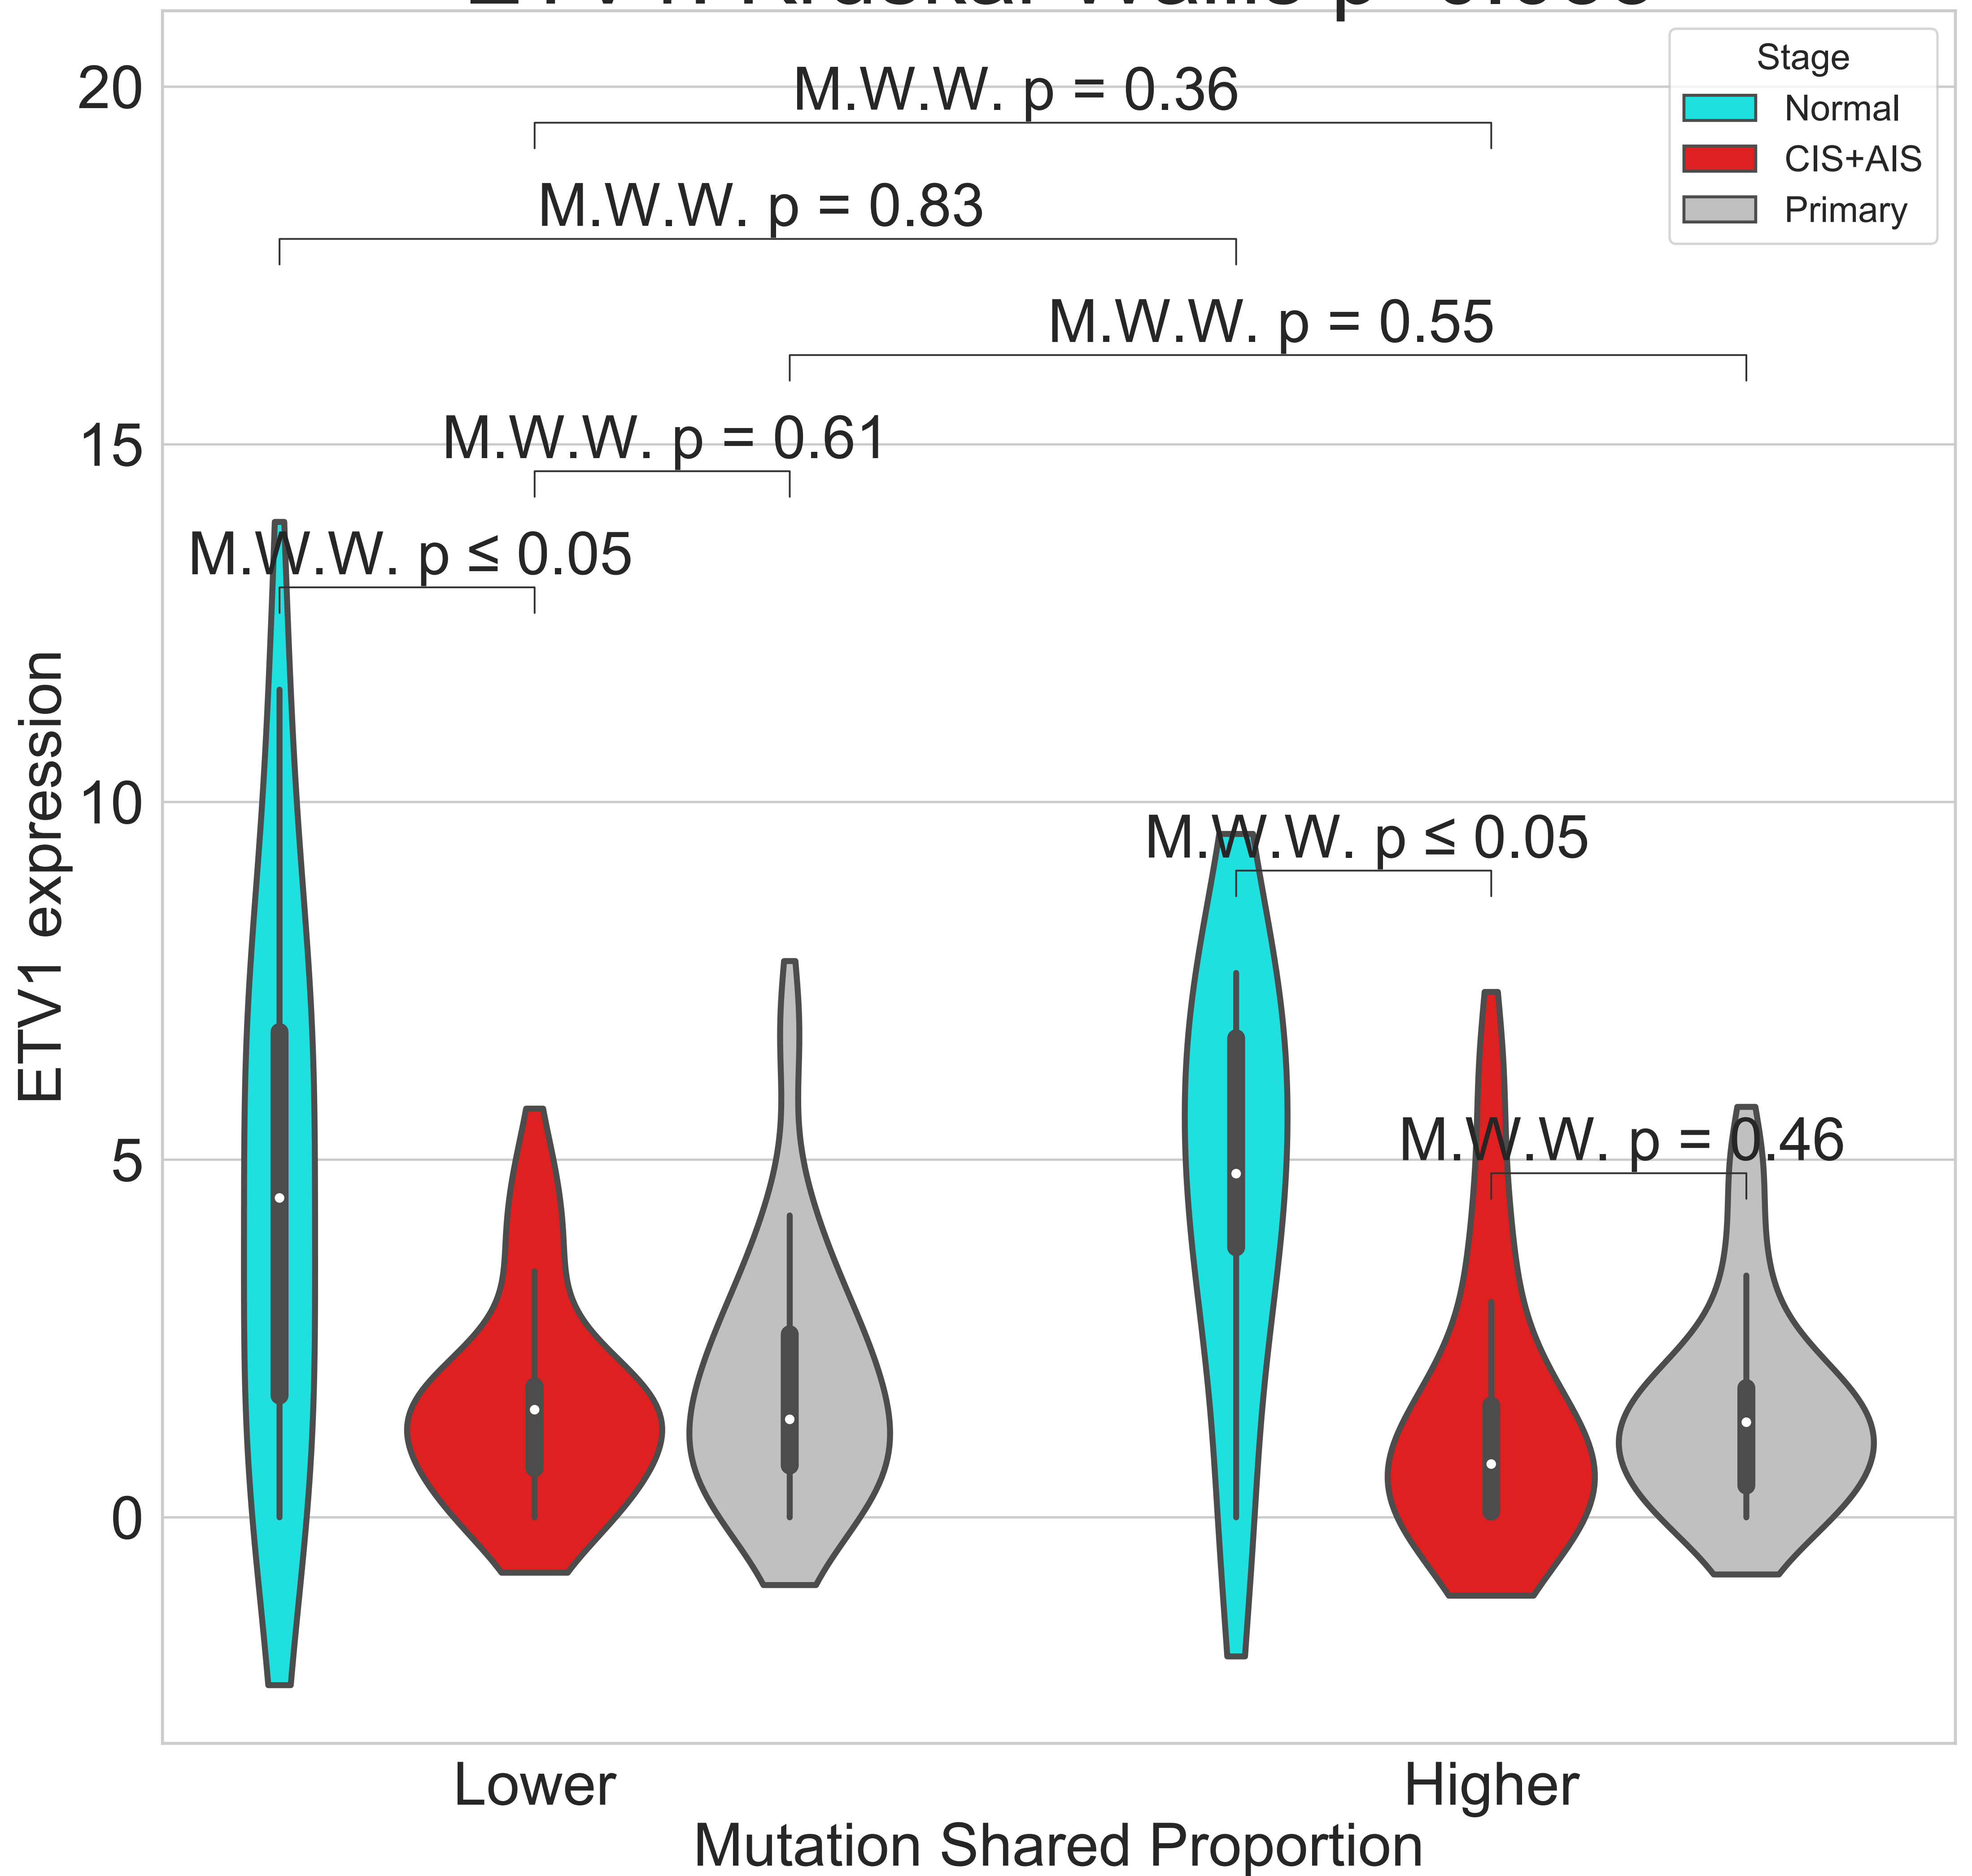 Stage
Normal
CIS+AIS
Primary
20
15
10
5
0
ETV1 expression
M.W.W. p = 0.36
M.W.W. p = 0.83
M.W.W. p = 0.55
M.W.W. p = 0.61
M.W.W. p ≤ 0.05
M.W.W. p ≤ 0.05
M.W.W. p = 0.46
Lower
Higher
Mutation Shared Proportion